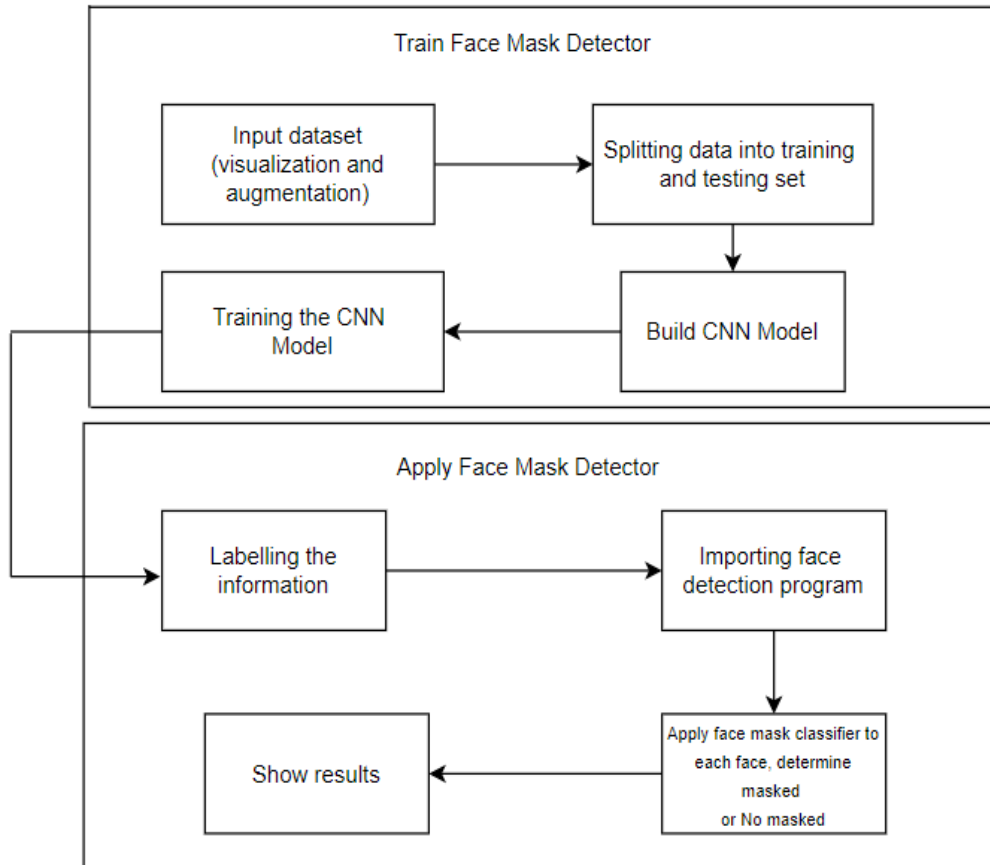 Train Face Mask Detector
Input dataset
(visualization and
augmentation)
Splitting data into training
and testing set
Training the CNN
Model
Build CNN Model
Apply Face Mask Detector
Labelling the
information
Importing face
detection program
Show results
Apply face mask classifier to
each face, determine
masked
or No masked